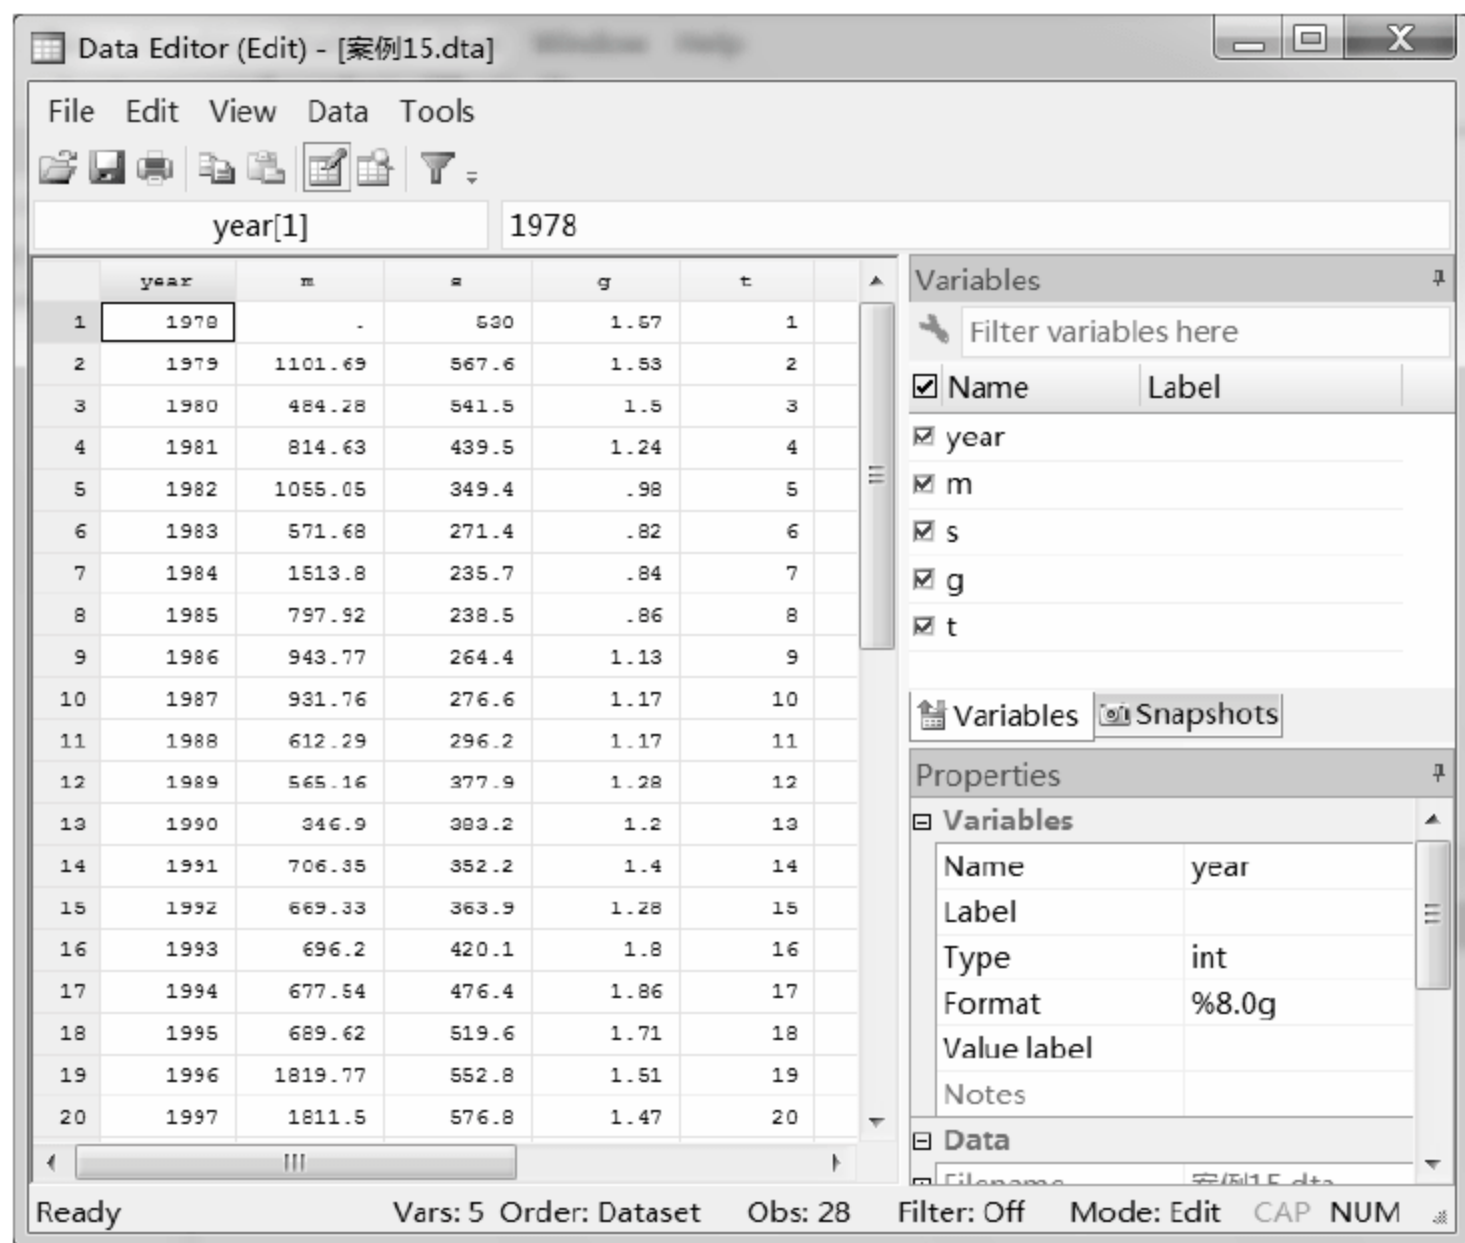 Data Editor (Edit) - [案例15.dta]
Window Help
File Edit View Data Tools
year[1] 1978
year m s g t
1 1978 . 530 1.57 1
2 1979 1101.69 567.6 1.53 2
3 1980 484.28 541.5 1.5 3
4 1981 814.63 439.5 1.24 4
5 1982 1055.05 349.4 .98 5
6 1983 571.68 271.4 .82 6
7 1984 1513.8 235.7 .84 7
8 1985 797.92 238.5 .86 8
9 1986 943.77 264.4 1.13 9
10 1987 931.76 276.6 1.17 10
11 1988 612.29 296.2 1.17 11
12 1989 565.16 377.9 1.28 12
13 1990 346.9 383.2 1.2 13
14 1991 706.35 352.2 1.4 14
15 1992 669.33 363.9 1.28 15
16 1993 696.2 420.1 1.8 16
17 1994 677.54 476.4 1.86 17
18 1995 689.62 519.6 1.71 18
19 1996 1819.77 552.8 1.51 19
20 1997 1811.5 576.8 1.47 20
Variables
Filter variables here
Name Label
year
m
s
g
t
Variables Snapshots
Properties
Variables
Name year
Label
Type int
Format %8.0g
Value label
Notes
Data
Filename 案例15.dta
Ready Vars: 5 Order: Dataset Obs: 28 Filter: Off Mode: Edit CAP NUM